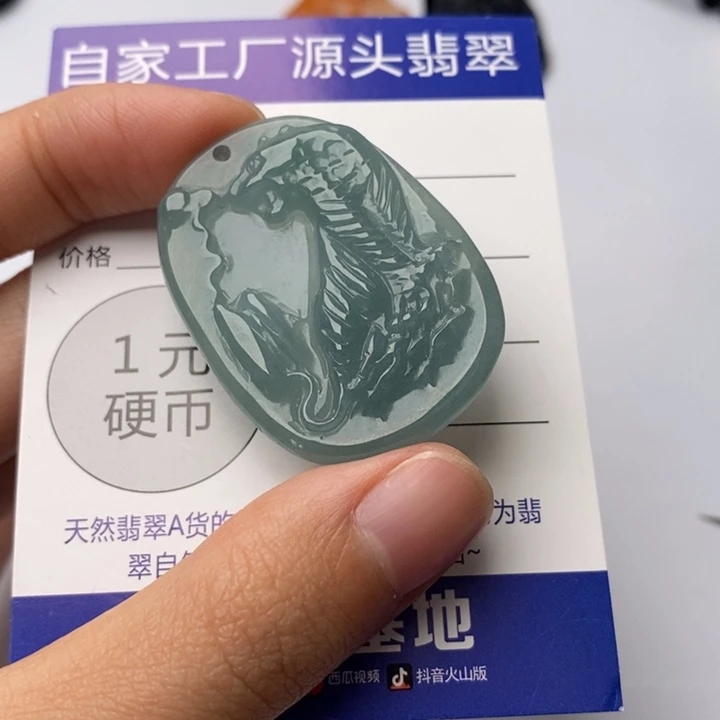 自家工厂源头翡翠
价格
1元
硬币
天然翡翠A货的 为翡
翠自
基地
西瓜视频 抖音火山版